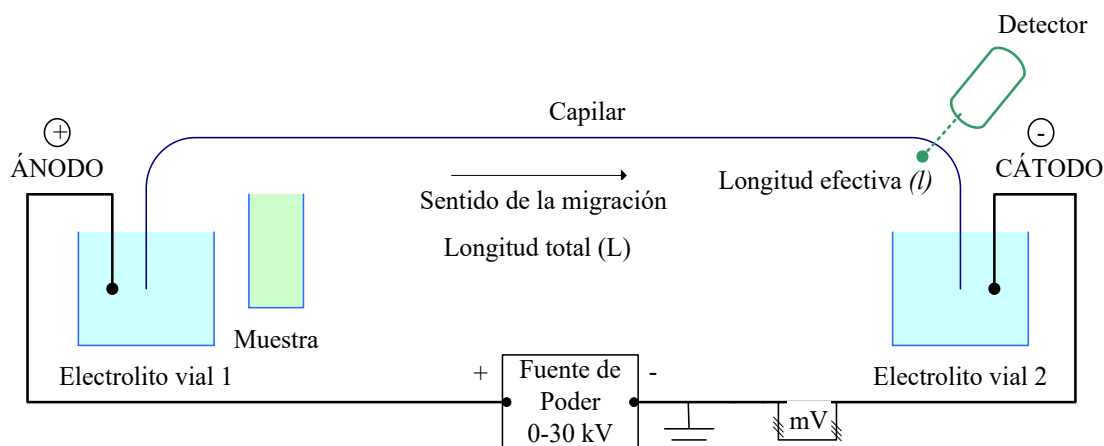 Detector
Capilar
+
ÁNODO
-
CÁTODO
Longitud efectiva (l)
Sentido de la migración
Longitud total (L)
Muestra
Electrolito vial 1
Electrolito vial 2
+
Fuente de
Poder
0-30 kV
-
mV